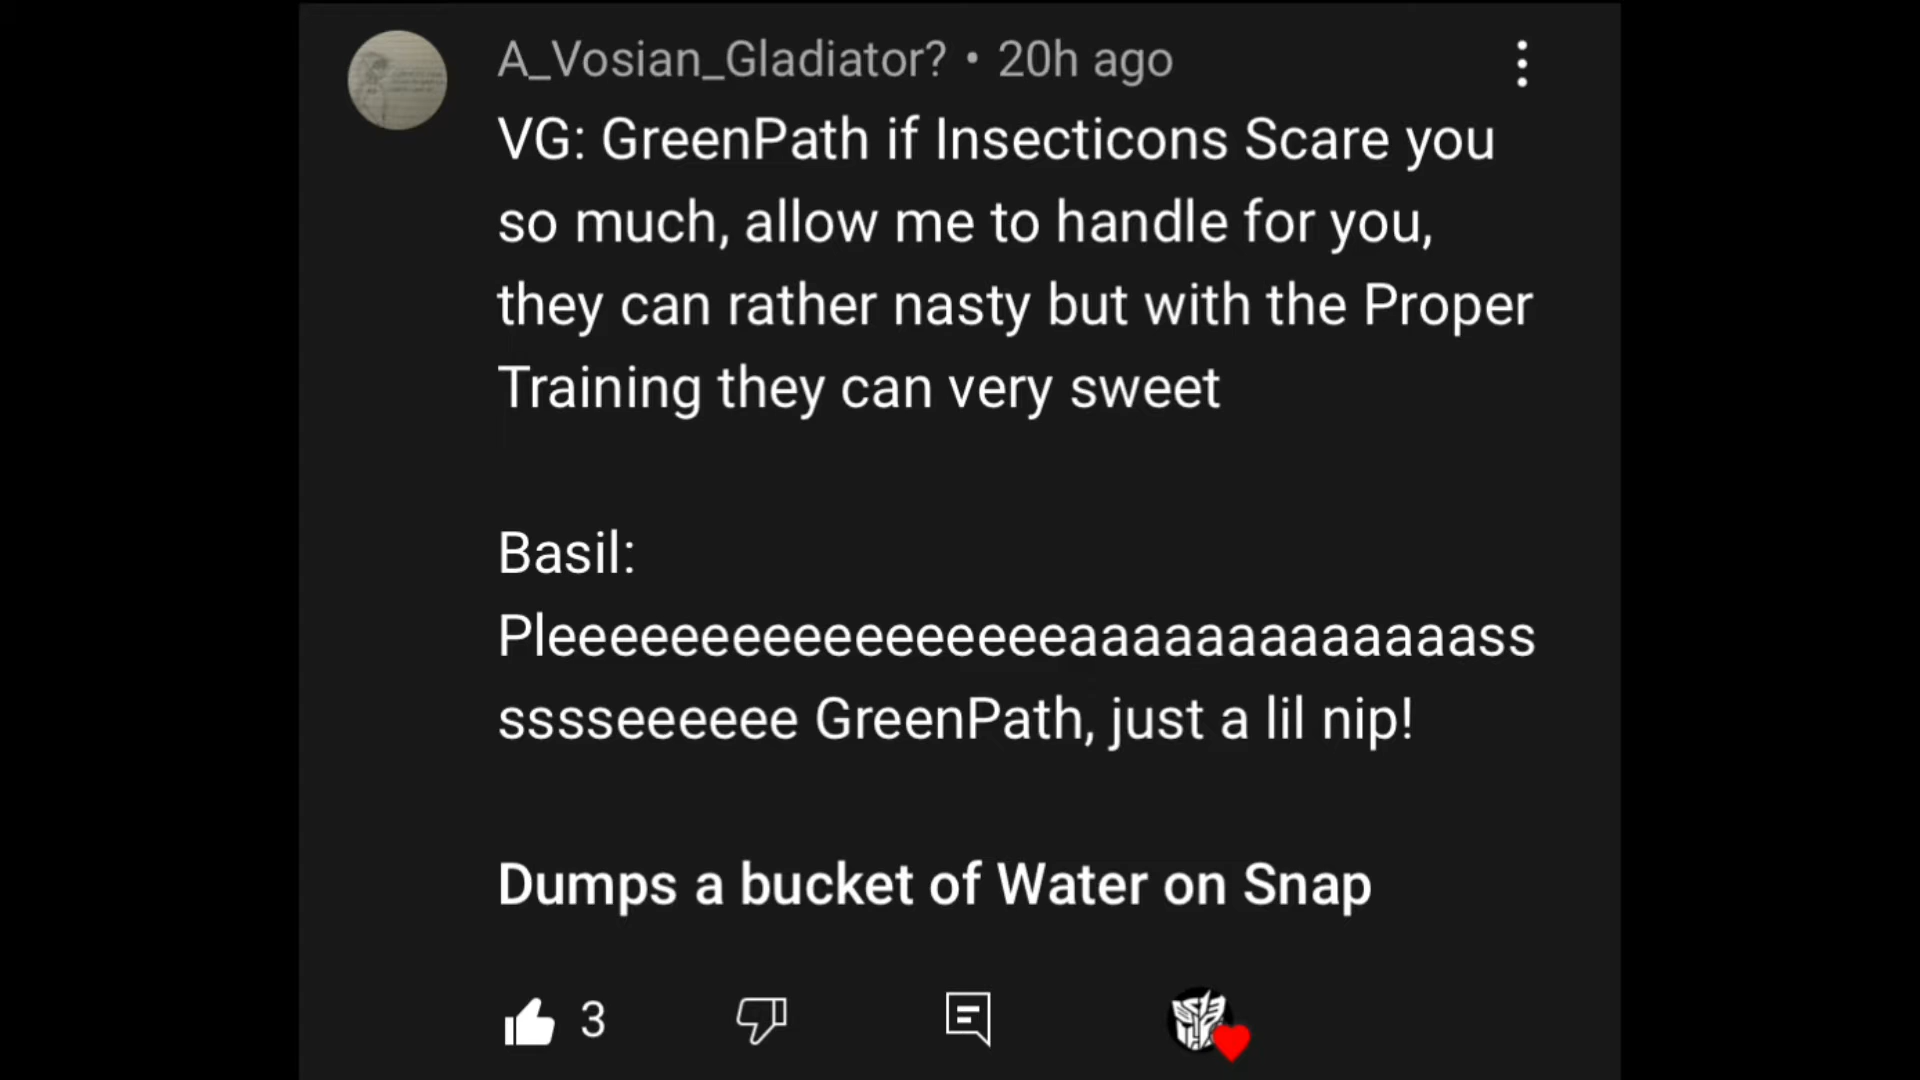 A_Vosian_Gladiator? • 20h ago
VG: GreenPath if Insecticons Scare you
so much, allow me to handle for you,
they can rather nasty but with the Proper
Training they can very sweet
Basil:
Pleeeeeeeeeeeeeeeeeaaaaaaaaaaaaass
sssseeeeee GreenPath, just a lil nip!
Dumps a bucket of Water on Snap
3